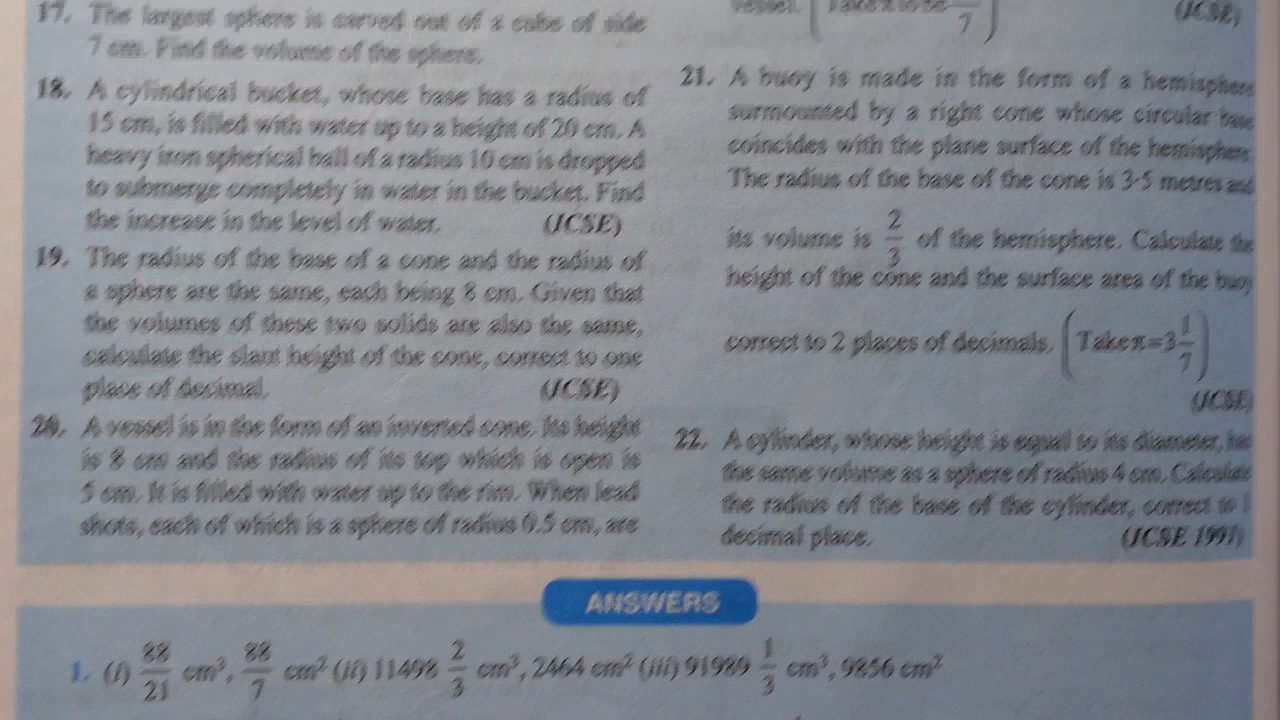 17. The largest sphere is carved out of a cube of side
7 cm. Find the volume of the sphere.
18. A cylindrical bucket, whose base has a radius of
15 cm, is filled with water up to a height of 20 cm. A
heavy iron spherical ball of a radius 10 cm is dropped
to submerge completely in water in the bucket. Find
the increase in the level of water. (ICSE)
19. The radius of the base of a cone and the radius of
a sphere are the same, each being 8 cm. Given that
the volumes of these two solids are also the same,
calculate the slant height of the cone, correct to one
place of decimal. (ICSE)
20. A vessel is in the form of an inverted cone. Its height
is 8 cm and the radius of its top which is open is
5 cm. It is filled with water up to the rim. When lead
shots, each of which is a sphere of radius 0.5 cm, are
vessel. 7 (ICSE)
21. A buoy is made in the form of a hemisphere
surmounted by a right cone whose circular base
coincides with the plane surface of the hemisphere.
The radius of the base of the cone is 3·5 metres and
its volume is 2/3 of the hemisphere. Calculate the
height of the cone and the surface area of the buoy
correct to 2 places of decimals. (Take π=3 1/7)
(ICSE
22. A cylinder, whose height is equal to its diameter, has
the same volume as a sphere of radius 4 cm. Calculate
the radius of the base of the cylinder, correct to 1
decimal place. (ICSE 1997)
ANSWERS
1. (i) 88/21 cm³, 88/7 cm² (ii) 11498 2/3 cm³, 2464 cm² (iii) 91989 1/3 cm³, 9856 cm²